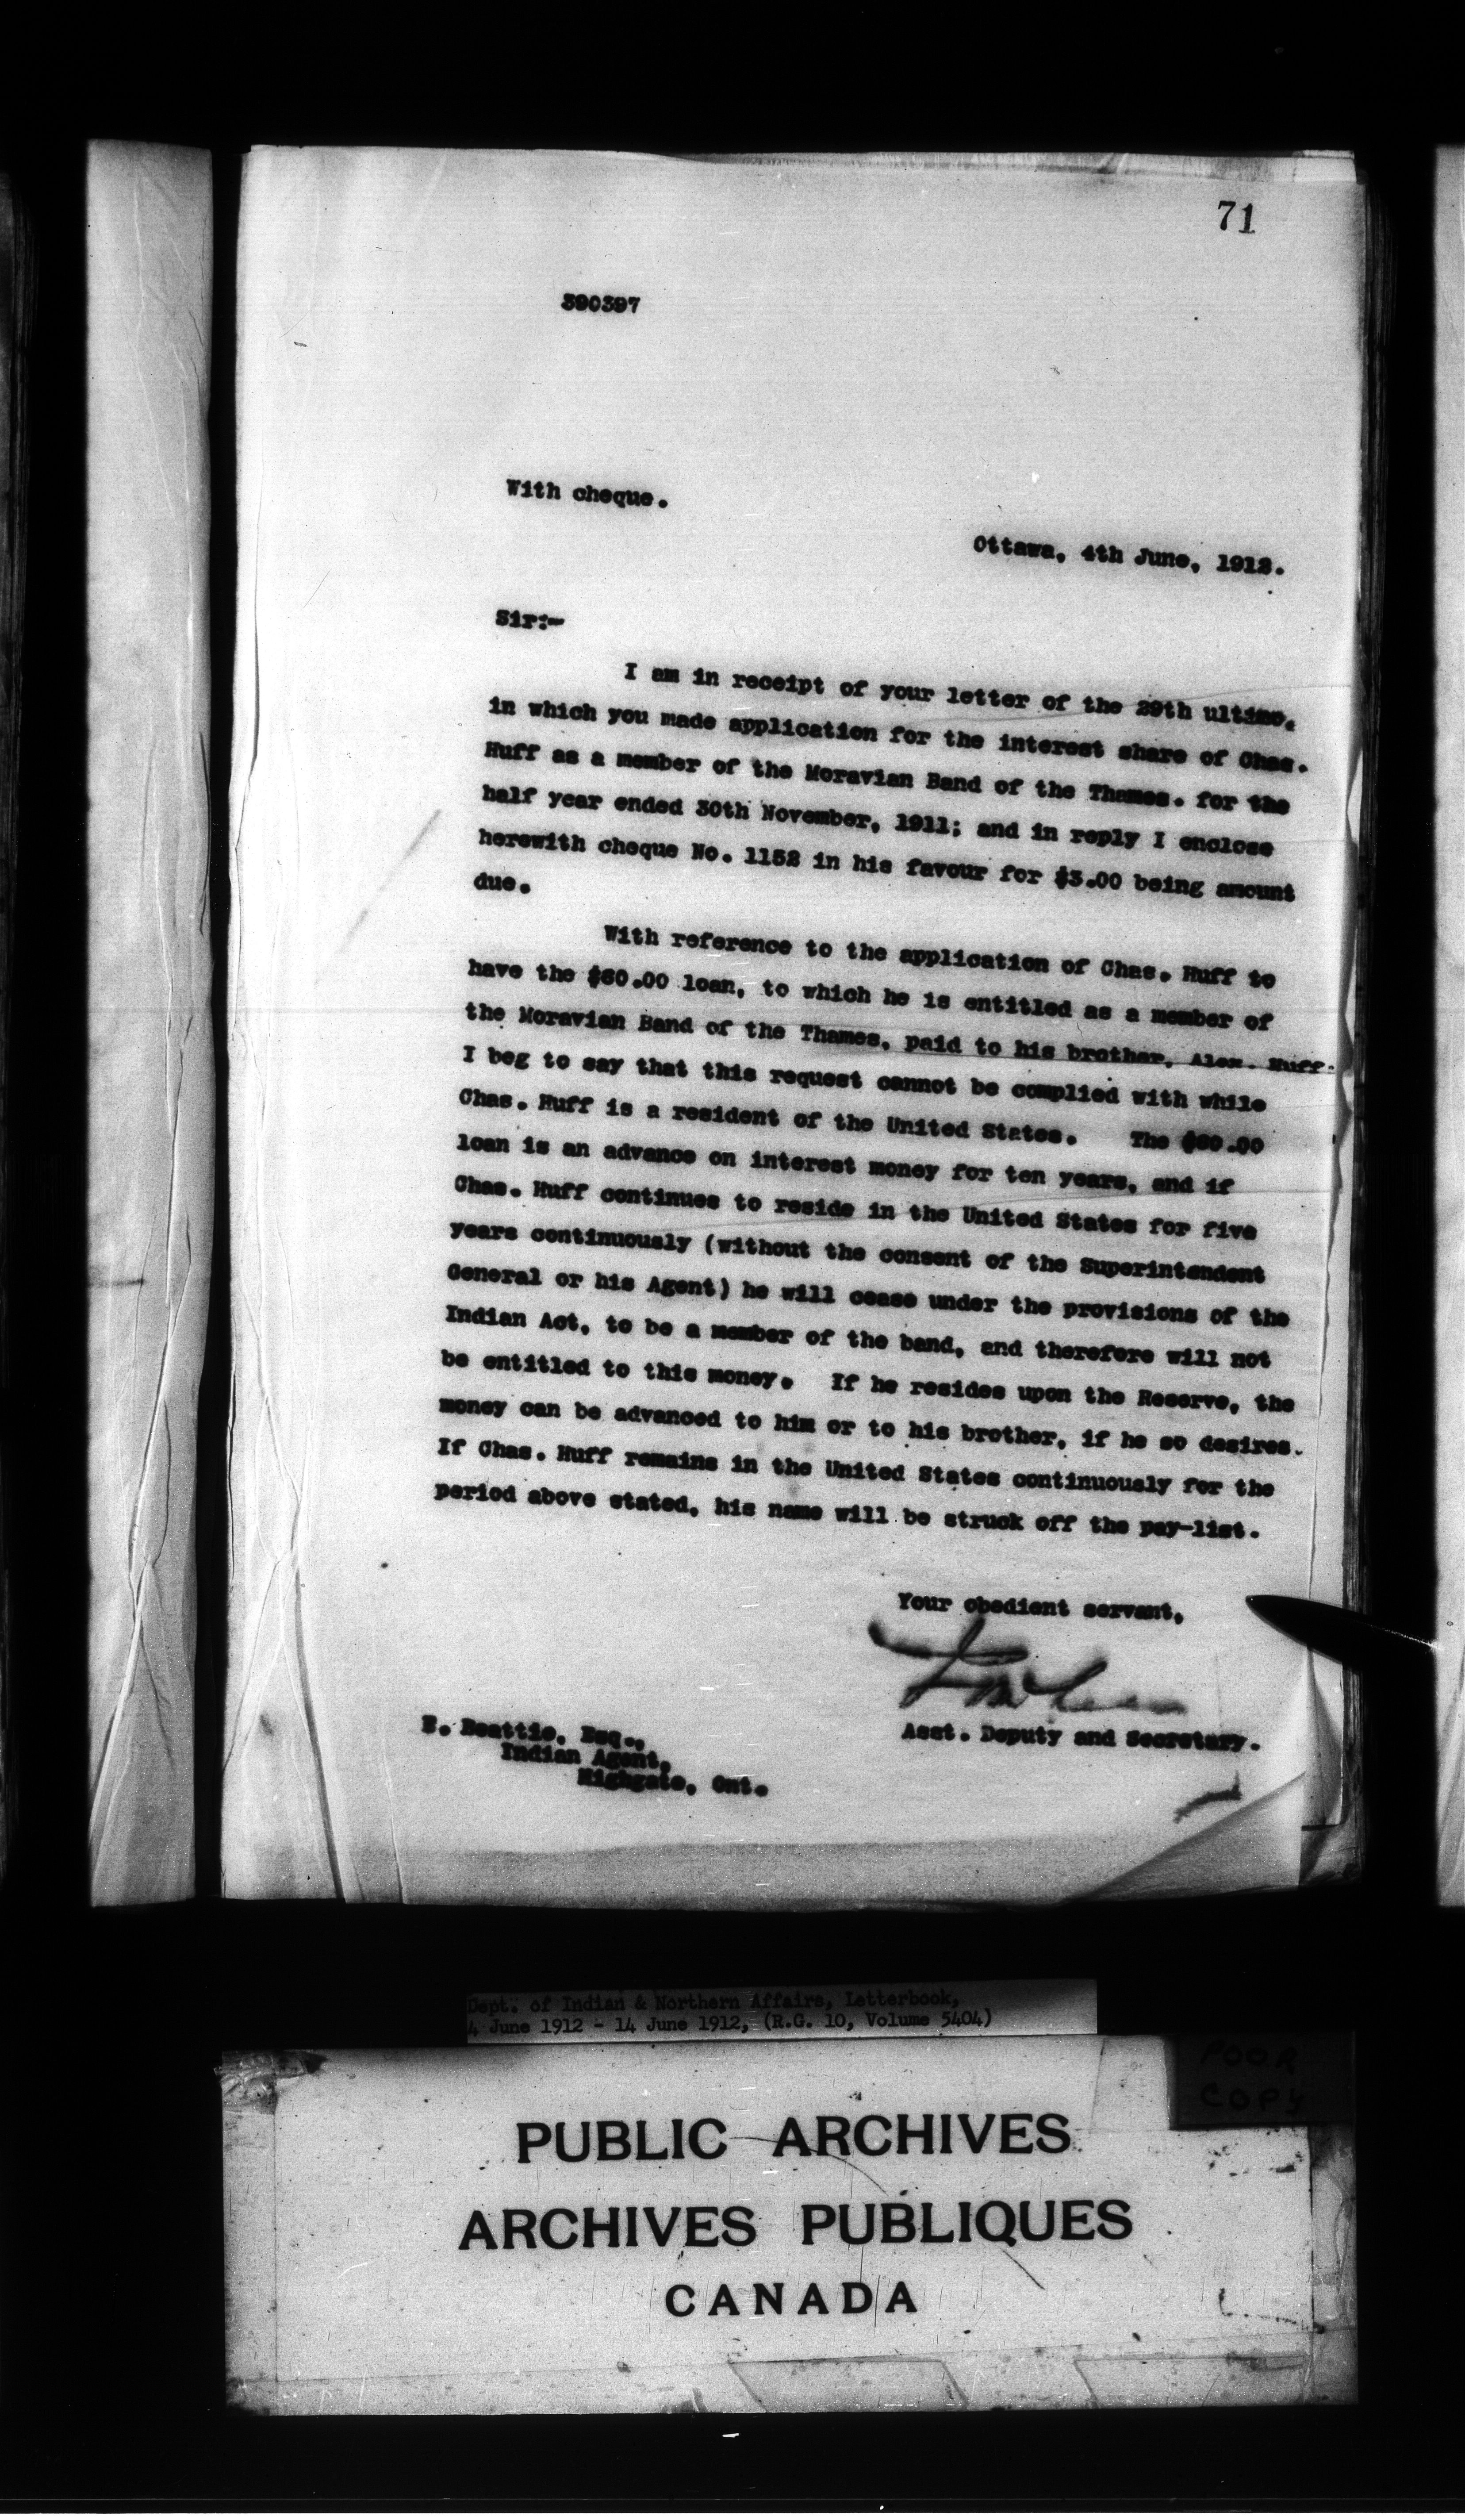 71
390397
With cheque.
Ottawa, 4th June, 1912.
Sir:-
I am in receipt of your letter of the 29th ultimo,
in which you made application for the interest share of Chas.
Huff as a member of the Moravian Band of the Thames. for the
half year ended 30th November, 1911; and in reply I enclose
herewith cheque No. 1152 in his favour for $3.00 being amount
due.
With reference to the application of Chas. Huff to
have the $60.00 loan, to which he is entitled as a member of
the Moravian Band of the Thames, paid to his brother, Alex. Huff.
I beg to say that this request cannot be complied with while
Chas. Huff is a resident of the United States. The $60.00
loan is an advance on interest money for ten years, and if
Chas. Huff continues to reside in the United States for five
years continuously (without the consent of the Superintendent
General or his Agent) he will cease under the provisions of the
Indian Act, to be a member of the band, and therefore will not
be entitled to this money. If he resides upon the Reserve, the
money can be advanced to him or to his brother, if he so desires.
If Chas. Huff remains in the United States continuously for the
period above stated, his name will be struck off the pay-list.
Your obedient servant,
Asst. Deputy and Secretary.
Beattie, Esq.,
Indian Agent,
Highgate, Ont.
Dept. of Indian & Northern Affairs, Letterbook,
4 June 1912 - 14 June 1912, (R.G. 10, Volume 5404)
POOR
COPY
PUBLIC ARCHIVES
ARCHIVES PUBLIQUES
CANADA